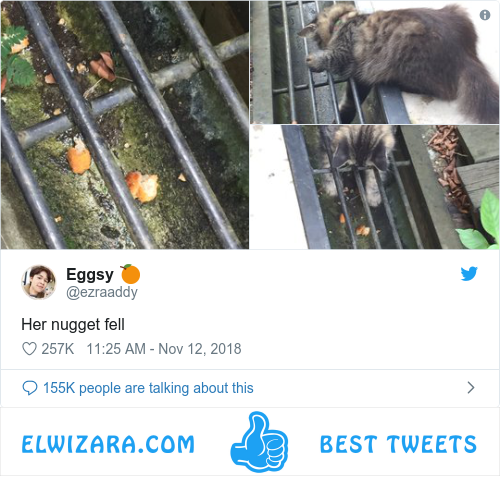 Eggsy 🍊
@ezraaddy
Her nugget fell
257K 11:25 AM - Nov 12, 2018
155K people are talking about this
ELWIZARA.COM BEST TWEETS